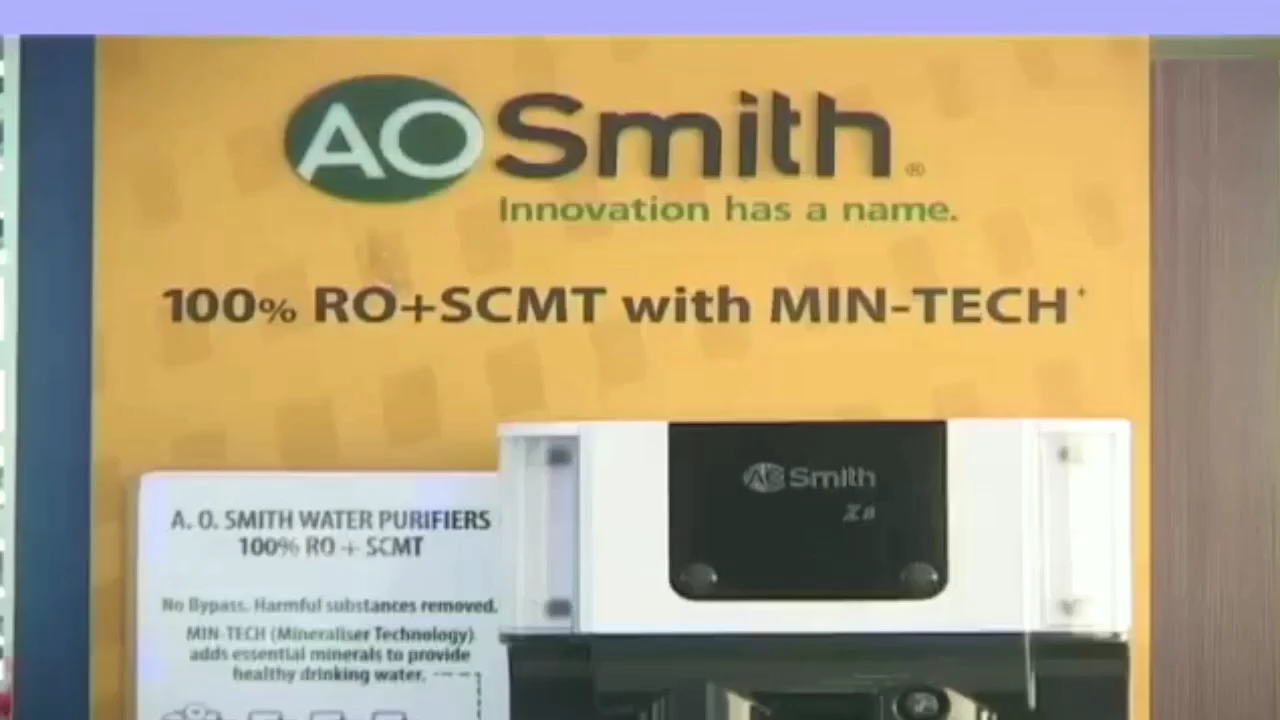 AO Smith ®
Innovation has a name.
100% RO+SCMT with MIN-TECH+
A. O. SMITH WATER PURIFIERS
100% RO + SCMT
No Bypass. Harmful substances removed.
MIN-TECH (Mineraliser Technology)
adds essential minerals to provide
healthy drinking water.
AO Smith